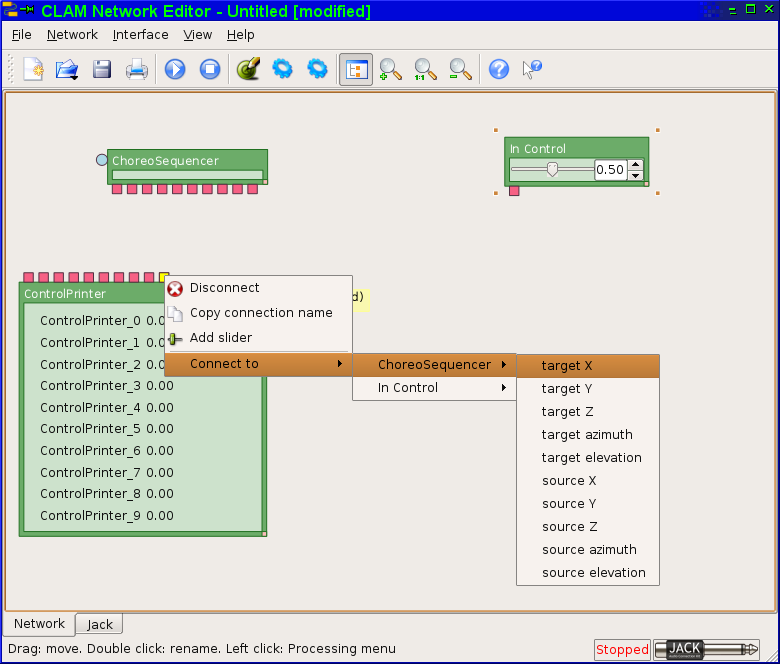 CLAM Network Editor - Untitled [modified]
File Network Interface View Help
ChoreoSequencer
In Control
0.50
ControlPrinter
d)
ControlPrinter_0 0.0
ControlPrinter_1 0.0
ControlPrinter_2 0.0
ControlPrinter_3 0.00
ControlPrinter_4 0.00
ControlPrinter_5 0.00
ControlPrinter_6 0.00
ControlPrinter_7 0.00
ControlPrinter_8 0.00
ControlPrinter_9 0.00
Disconnect
Copy connection name
Add slider
Connect to
ChoreoSequencer
In Control
target X
target Y
target Z
target azimuth
target elevation
source X
source Y
source Z
source azimuth
source elevation
Network Jack
Drag: move. Double click: rename. Left click: Processing menu
Stopped
JACK